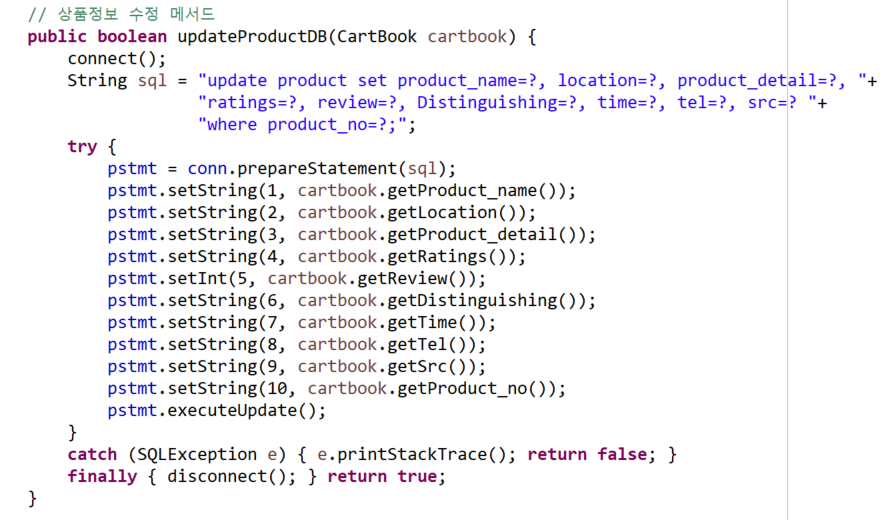 // 상품정보 수정 메서드
public boolean updateProductDB(CartBook cartbook) {
connect();
String sql = "update product set product_name=?, location=?, product_detail=?, "+
"ratings=?, review=?, Distinguishing=?, time=?, tel=?, src=? "+
"where product_no=?;";
try {
pstmt = conn.prepareStatement(sql);
pstmt.setString(1, cartbook.getProduct_name());
pstmt.setString(2, cartbook.getLocation());
pstmt.setString(3, cartbook.getProduct_detail());
pstmt.setString(4, cartbook.getRatings());
pstmt.setInt(5, cartbook.getReview());
pstmt.setString(6, cartbook.getDistinguishing());
pstmt.setString(7, cartbook.getTime());
pstmt.setString(8, cartbook.getTel());
pstmt.setString(9, cartbook.getSrc());
pstmt.setString(10, cartbook.getProduct_no());
pstmt.executeUpdate();
}
catch (SQLException e) { e.printStackTrace(); return false; }
finally { disconnect(); } return true;
}